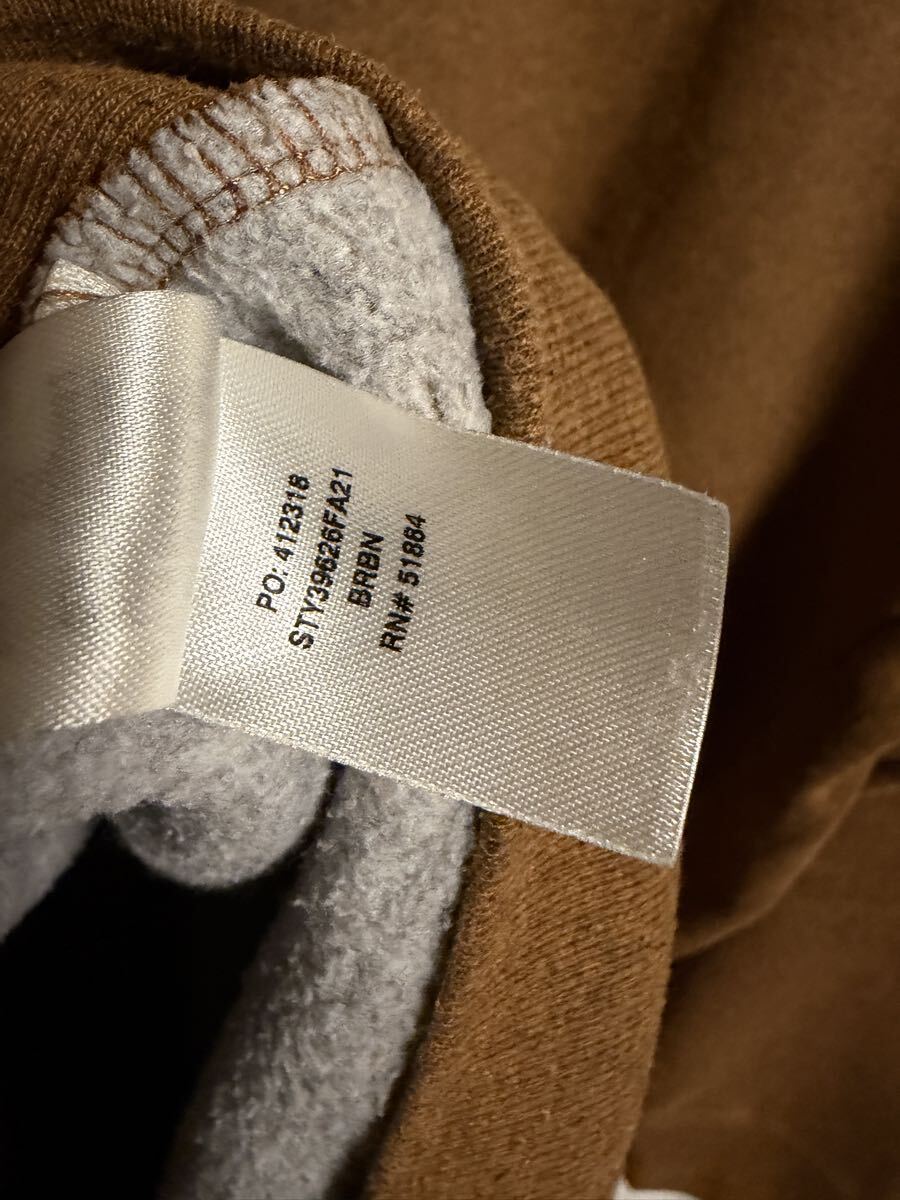 PO: 412318
STY39626FA21
BRBN
RN# 51884